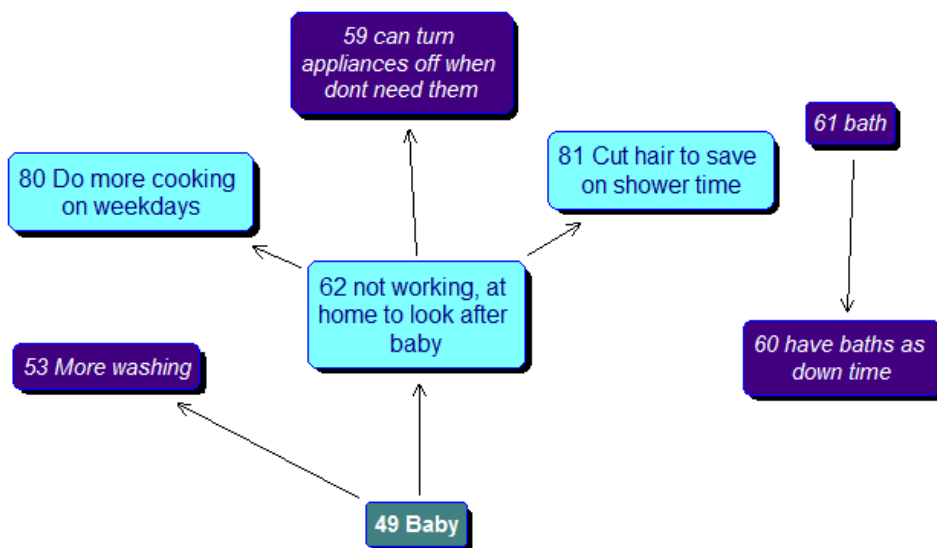 59 can turn
appliances off when
dont need them
61 bath
80 Do more cooking
on weekdays
81 Cut hair to save
on shower time
62 not working, at
home to look after
baby
53 More washing
60 have baths as
down time
49 Baby